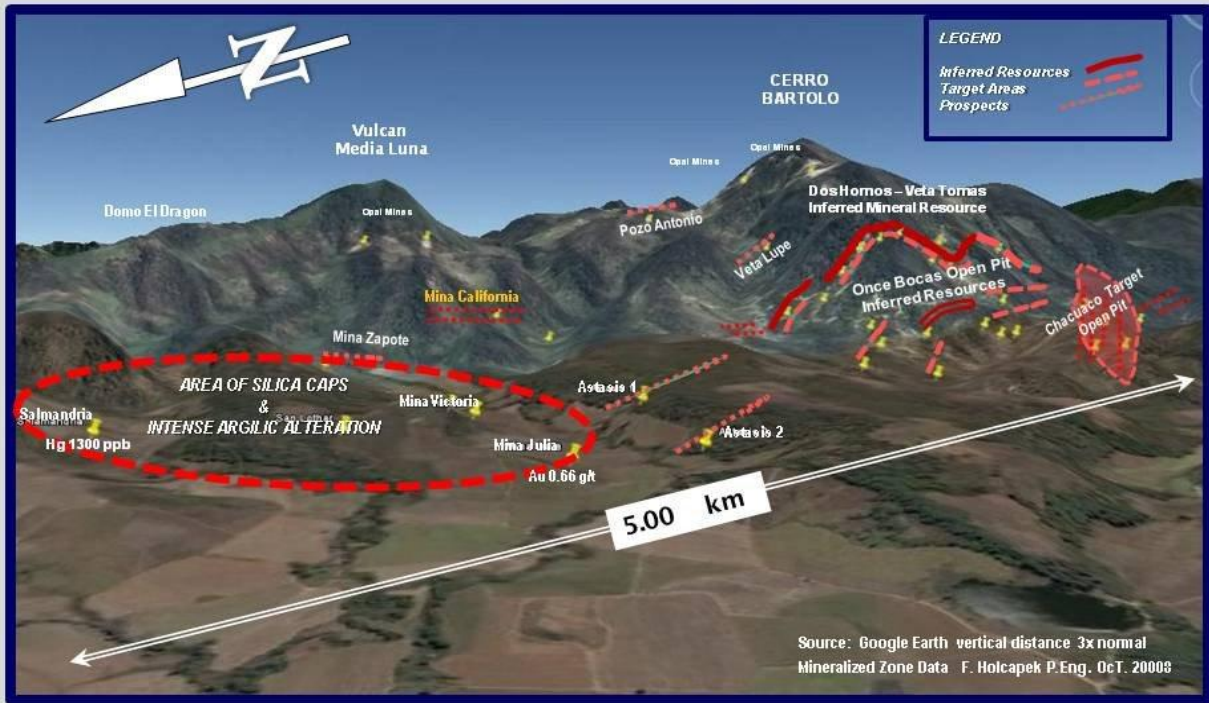 N
LEGEND
Inferred Resources
Target Areas
Prospects
CERRO
BARTOLO
Vulcan
Media Luna
Opal Mines
Opal Mines
Domo El Dragon
Opal Mines
Pozo Antonio
Dos Hornos – Veta Tomas
Inferred Mineral Resource
Veta Lupe
Once Bocas Open Pit
Inferred Resources
Chacuaco Target
Open Pit
Mina California
Mina Zapote
AREA OF SILICA CAPS
&
INTENSE ARGILIC ALTERATION
Mina Victoria
Salmandria
Hg 1300 ppb
Mina Julia
Au 0.66 g/t
Astasis 1
Astasis 2
5.00 km
Source: Google Earth vertical distance 3x normal
Mineralized Zone Data F. Holcapek P.Eng. OcT. 20008